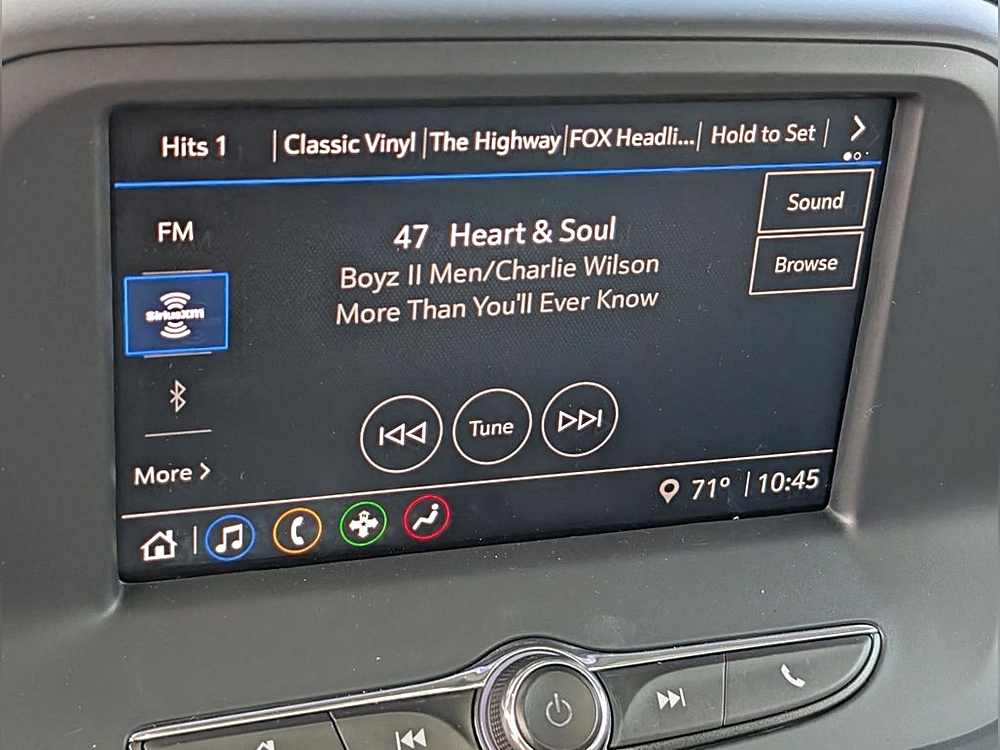 Hits 1 | Classic Vinyl | The Highway | FOX Headli... | Hold to Set |
Sound
FM
47 Heart & Soul
Browse
Boyz II Men/Charlie Wilson
SiriusXM
More Than You'll Ever Know
Tune
More >
71° | 10:45
N